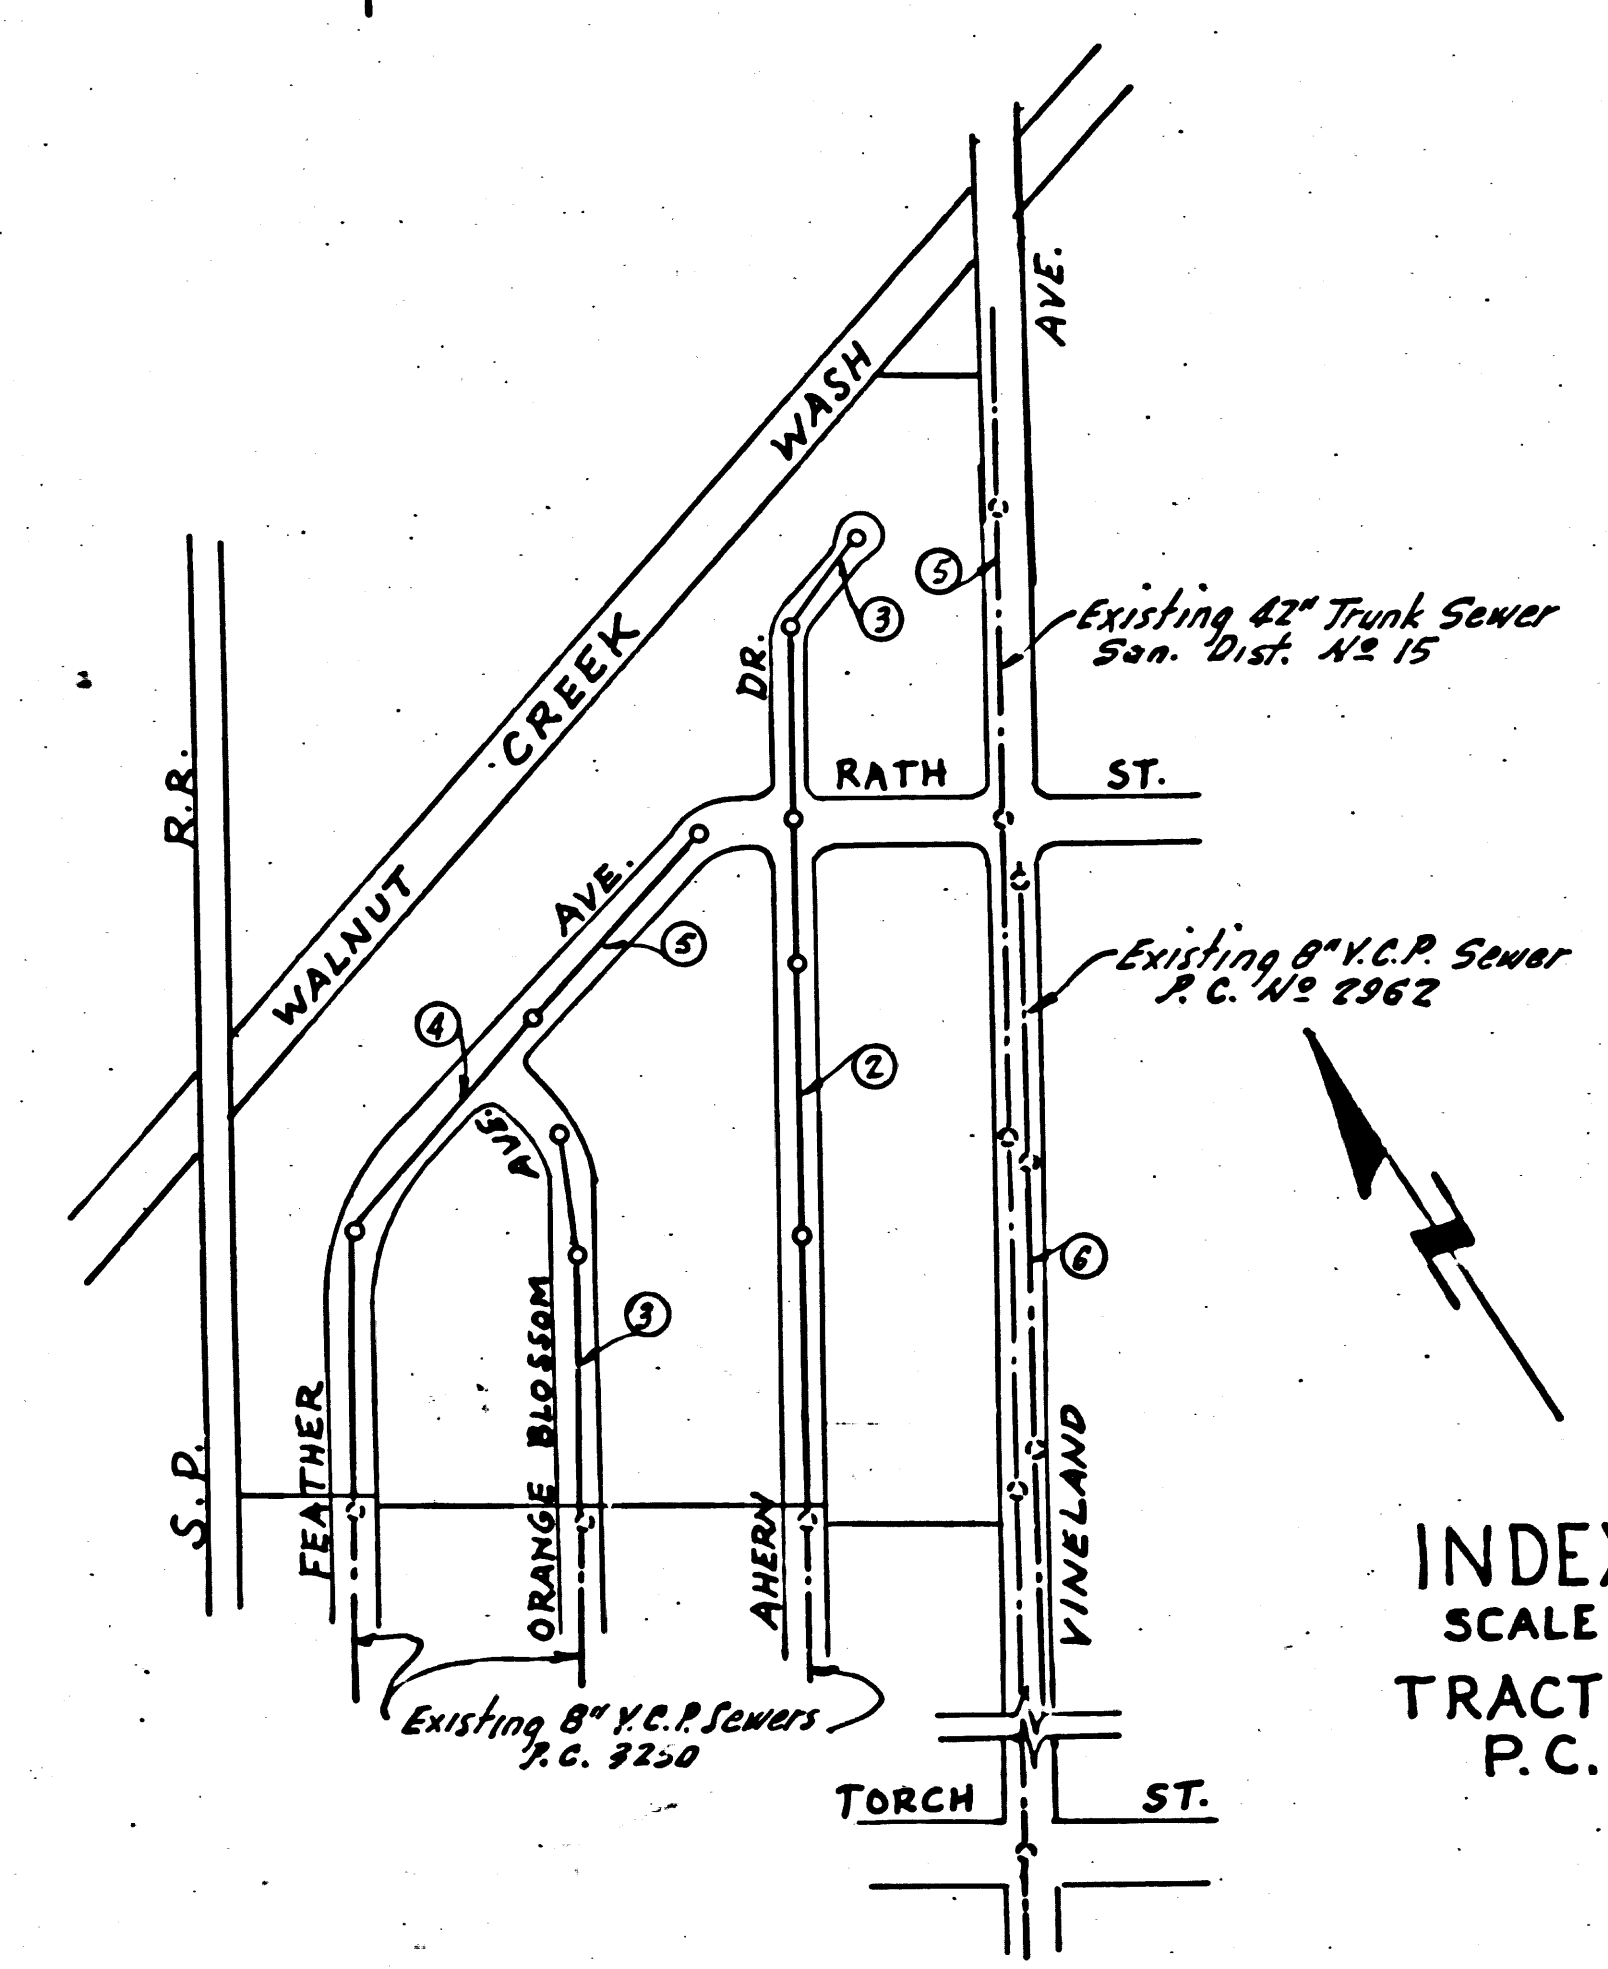 AVE.
WALNUT CREEK WASH
5
3
Existing 42" Trunk Sewer
San. Dist. No 15
DR.
RATH ST.
S. P. R.R.
AVE.
5
4
Existing 8" V.C.P. Sewer
P. C. No 2962
2
AVE.
6
3
FEATHER
ORANGE BLOSSOM
AHERN
VINELAND
INDEX
SCALE
TRACT
P.C.
Existing 8" V.C.P. Sewers
P.C. 3250
TORCH ST.